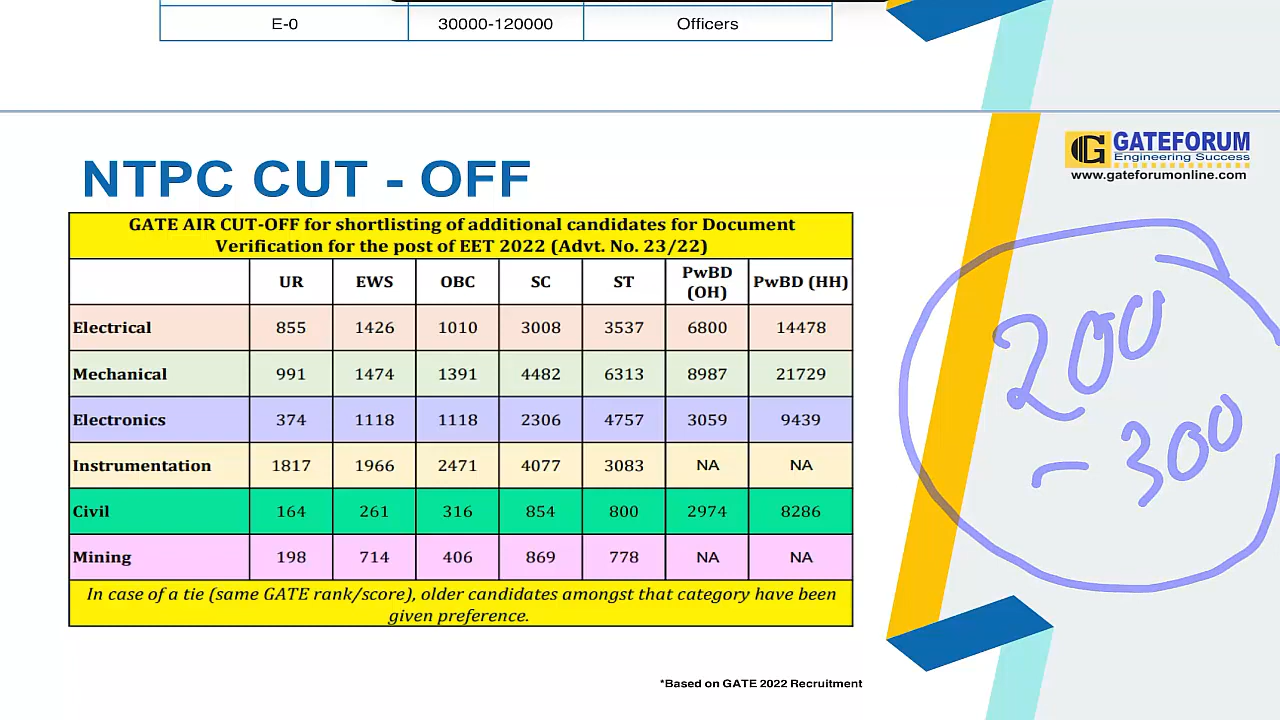 E-0 30000-120000 Officers
GATEFORUM
Engineering Success
www.gateforumonline.com
NTPC CUT - OFF
GATE AIR CUT-OFF for shortlisting of additional candidates for Document
Verification for the post of EET 2022 (Advt. No. 23/22)
UR EWS OBC SC ST PwBD (OH) PwBD (HH)
Electrical 855 1426 1010 3008 3537 6800 14478
Mechanical 991 1474 1391 4482 6313 8987 21729
Electronics 374 1118 1118 2306 4757 3059 9439
Instrumentation 1817 1966 2471 4077 3083 NA NA
Civil 164 261 316 854 800 2974 8286
Mining 198 714 406 869 778 NA NA
In case of a tie (same GATE rank/score), older candidates amongst that category have been
given preference.
200
- 300
*Based on GATE 2022 Recruitment